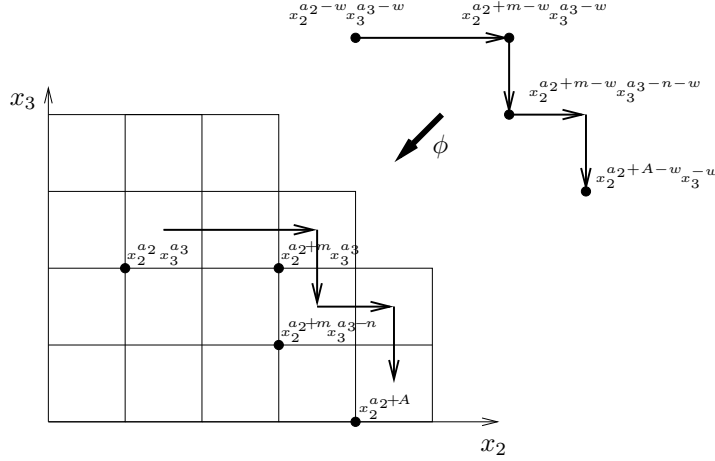 x_2^{a_2-w} x_3^{a_3-w}
x_2^{a_2+m-w} x_3^{a_3-w}
x_2^{a_2+m-w} x_3^{a_3-n-w}
x_3
ϕ
x_2^{a_2+A-w} x_3^{-w}
x_2^{a_2} x_3^{a_3}
x_2^{a_2+m} x_3^{a_3}
x_2^{a_2+m} x_3^{a_3-n}
x_2^{a_2+A}
x_2